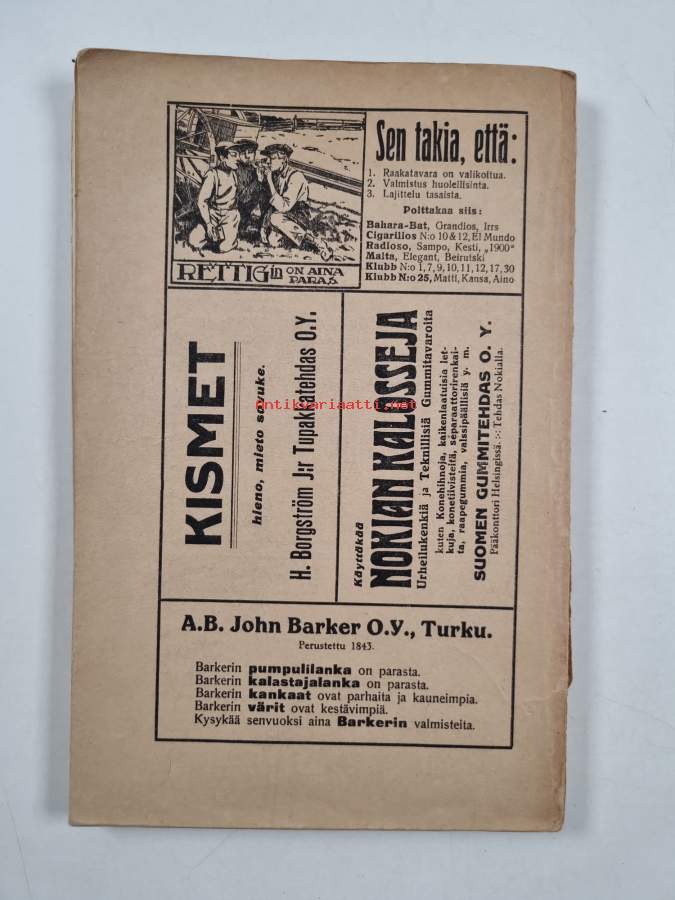 Sen takia, että:
1. Raakatavara on valikoitua.
2. Valmistus huolellisinta.
3. Lajittelu tasaista.
Polttakaa siis:
Bahara-Bat, Grandios, Irrs
Cigarillos N:o 10 & 12, El Mundo
Radioso, Sampo, Kesti, „1900“
Malta, Elegant, Beirutski
Klubb N:o 1, 7, 9, 10, 11, 12, 17, 30
Klubb N:o 25, Matti, Kansa, Aino
RETTIGin ON AINA
PARAS
KISMET
hieno, mieto savuke.
H. Borgström J:r Tupakkatehdas O.Y.
Käyttäkää
NOKIAN KALOSSEJA
Urheilukenkiä ja Teknillisiä Gummitavaroita
kuten Konehihnoja, kaikenlaatuisia let-
kuja, konetiivisteitä, separaattorirenkai-
ta, raapegummia, valssipäällisiä y. m.
SUOMEN GUMMITEHDAS O. Y.
Pääkonttori Helsingissä. >: Tehdas Nokialla.
Antikvariaatti.net
A.B. John Barker O.Y., Turku.
Perustettu 1843.
Barkerin pumpulilanka on parasta.
Barkerin kalastajalanka on parasta.
Barkerin kankaat ovat parhaita ja kauneimpia.
Barkerin värit ovat kestävimpiä.
Kysykää senvuoksi aina Barkerin valmisteita.